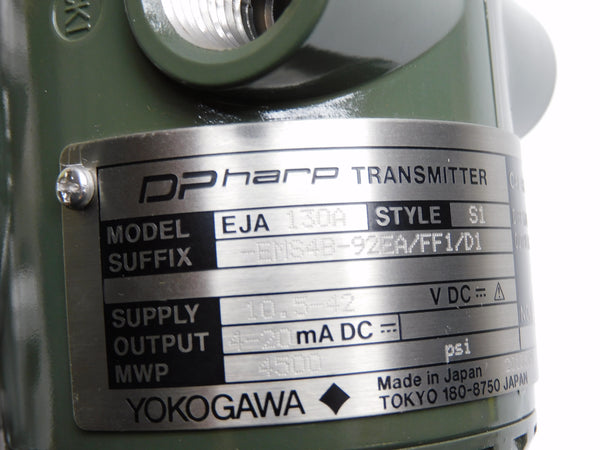 DPharp TRANSMITTER
MODEL EJA 130A STYLE S1
SUFFIX -EMS4B-92EA/FF1/D1
SUPPLY 10.5-42 V DC ⎓ ⚠
OUTPUT 4-20 mA DC ⎓
MWP 4500 psi
YOKOGAWA ◆ Made in Japan
TOKYO 180-8750 JAPAN